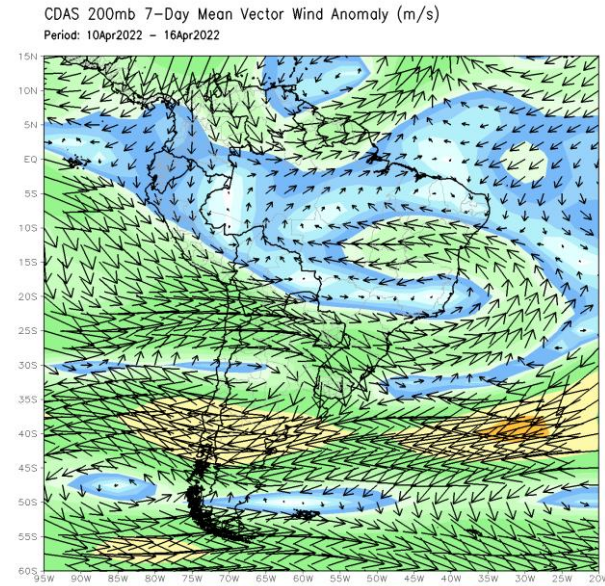 CDAS 200mb 7-Day Mean Vector Wind Anomaly (m/s)
Period: 10Apr2022 - 16Apr2022
15N
10N
5N
EQ
5S
10S
15S
20S
25S
30S
35S
40S
45S
50S
55S
60S
95W 90W 85W 80W 75W 70W 65W 60W 55W 50W 45W 40W 35W 30W 25W 20W